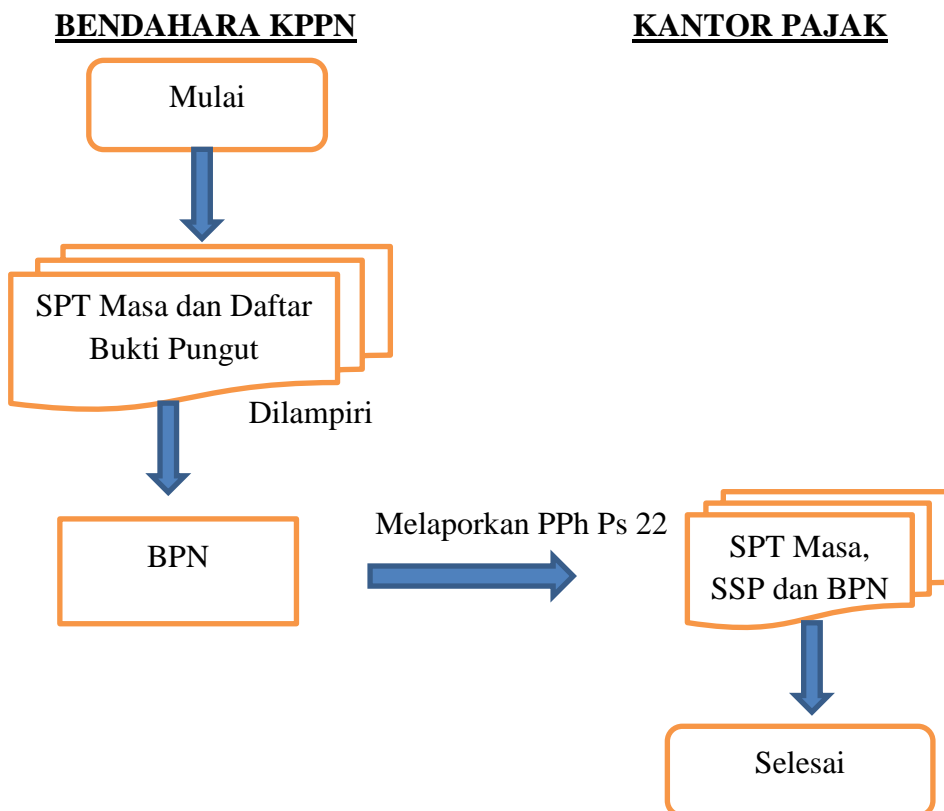 BENDAHARA KPPN
KANTOR PAJAK
Mulai
SPT Masa dan Daftar
Bukti Pungut
Dilampiri
BPN
Melaporkan PPh Ps 22
SPT Masa,
SSP dan BPN
Selesai